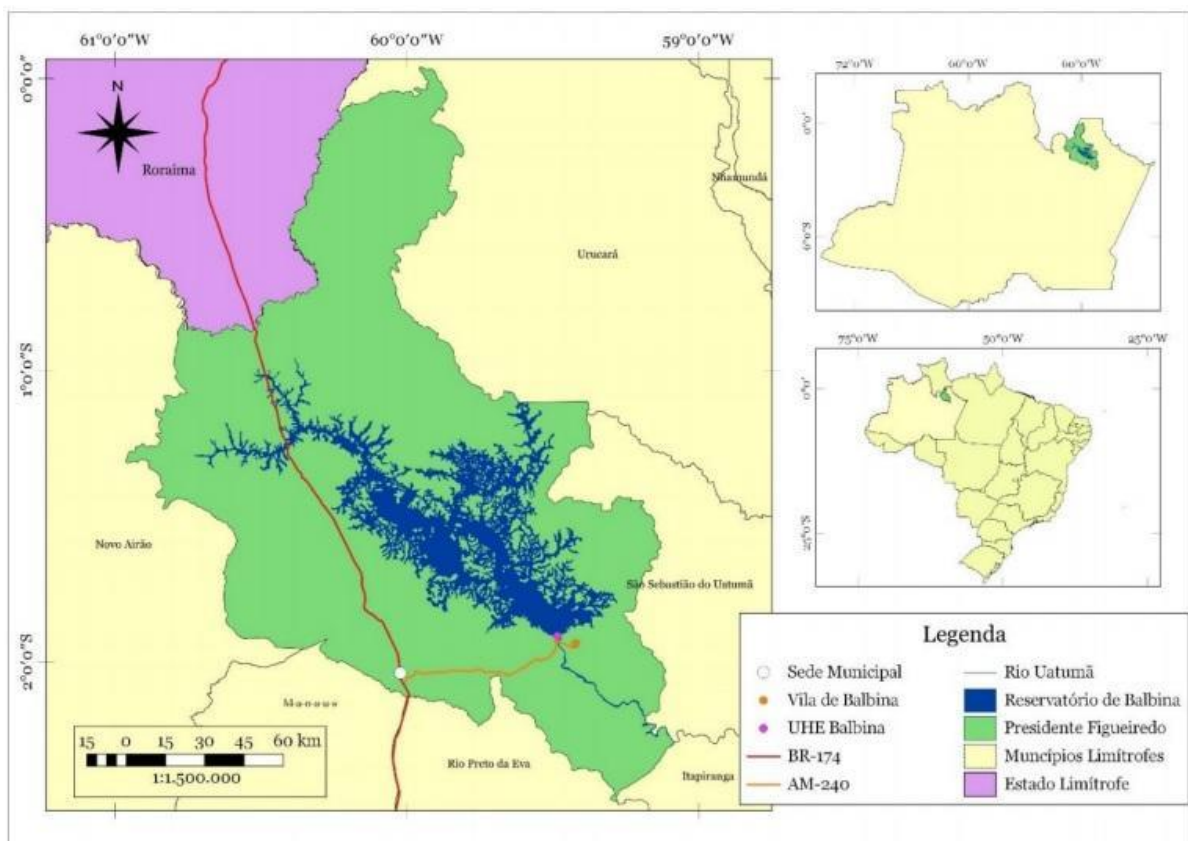 61°0'0"W
60°0'0"W
59°0'0"W
0°0'0"
1°0'0"S
2°0'0"S
N
Roraima
Nhamundá
Urucará
Novo Airão
São Sebastião do Uatumã
Manaus
Rio Preto da Eva
Itapiranga
15 0 15 30 45 60 km
1:1.500.000
72°0'W
66°0'W
60°0'W
0°0'
6°0'S
75°0'W
50°0'W
25°0'W
0°0'
25°0'S
Legenda
Sede Municipal
Vila de Balbina
UHE Balbina
BR-174
AM-240
Rio Uatumã
Reservatório de Balbina
Presidente Figueiredo
Muncípios Limítrofes
Estado Limítrofe